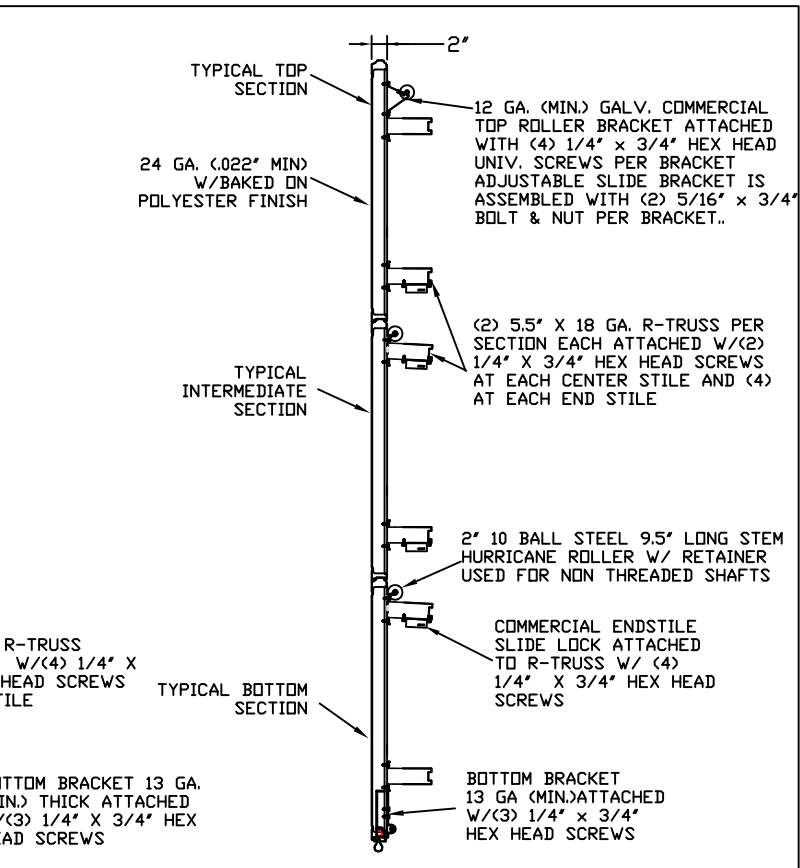 2"
TYPICAL TOP
SECTION
12 GA. (MIN.) GALV. COMMERCIAL
TOP ROLLER BRACKET ATTACHED
WITH (4) 1/4" x 3/4" HEX HEAD
UNIV. SCREWS PER BRACKET
ADJUSTABLE SLIDE BRACKET IS
ASSEMBLED WITH (2) 5/16" x 3/4"
BOLT & NUT PER BRACKET..
24 GA. (.022" MIN)
W/BAKED ON
POLYESTER FINISH
(2) 5.5" X 18 GA. R-TRUSS PER
SECTION EACH ATTACHED W/(2)
1/4" X 3/4" HEX HEAD SCREWS
AT EACH CENTER STILE AND (4)
AT EACH END STILE
TYPICAL
INTERMEDIATE
SECTION
2" 10 BALL STEEL 9.5" LONG STEM
HURRICANE ROLLER W/ RETAINER
USED FOR NON THREADED SHAFTS
COMMERCIAL ENDSTILE
SLIDE LOCK ATTACHED
TO R-TRUSS W/ (4)
1/4" X 3/4" HEX HEAD
SCREWS
R-TRUSS
W/(4) 1/4" X
HEAD SCREWS
TILE
TYPICAL BOTTOM
SECTION
TTOM BRACKET 13 GA.
IN.) THICK ATTACHED
/(3) 1/4" X 3/4" HEX
EAD SCREWS
BOTTOM BRACKET
13 GA (MIN.)ATTACHED
W/(3) 1/4" x 3/4"
HEX HEAD SCREWS